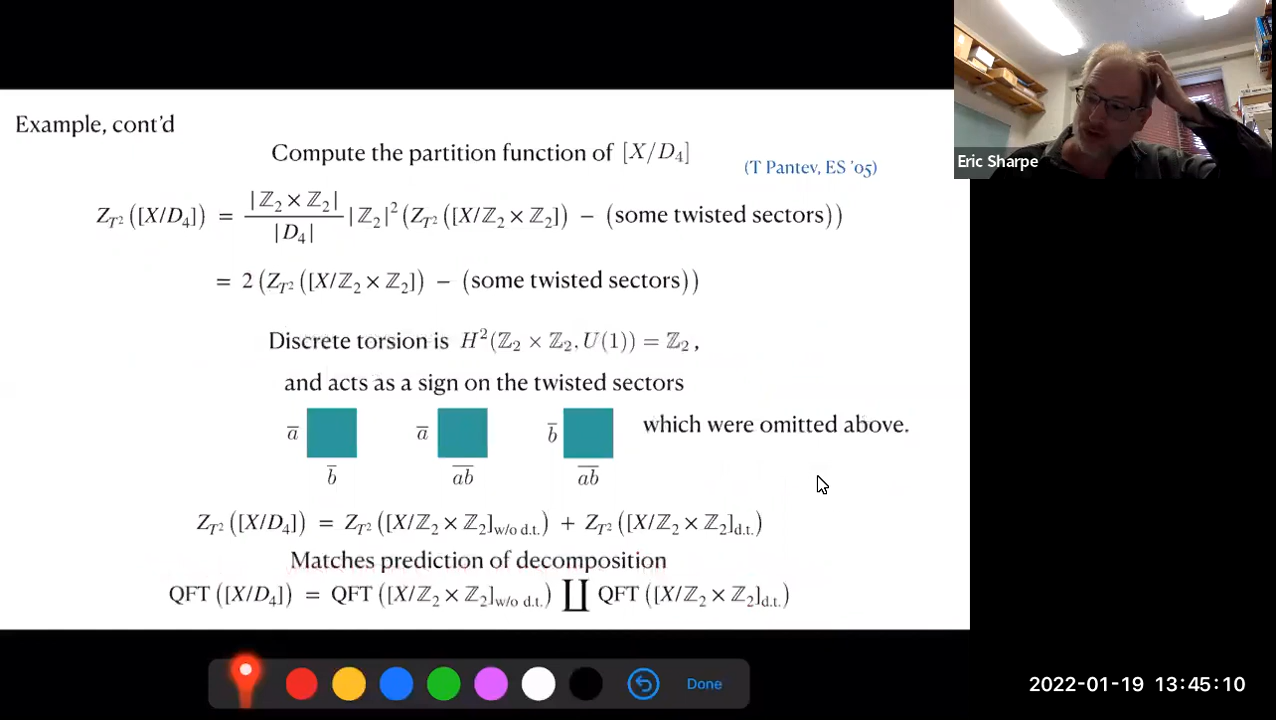 Example, cont'd
Compute the partition function of [X/D₄]
(T Pantev, ES '05)
Z_{T²}([X/D₄]) = |ℤ₂ × ℤ₂| / |D₄| |ℤ₂|² (Z_{T²}([X/ℤ₂ × ℤ₂]) − (some twisted sectors))
= 2 (Z_{T²}([X/ℤ₂ × ℤ₂]) − (some twisted sectors))
Discrete torsion is H²(ℤ₂ × ℤ₂, U(1)) = ℤ₂,
and acts as a sign on the twisted sectors
a̅ a̅ b̅ which were omitted above.
b̅ a̅b̅ a̅b̅
Z_{T²}([X/D₄]) = Z_{T²}([X/ℤ₂ × ℤ₂]_{w/o d.t.}) + Z_{T²}([X/ℤ₂ × ℤ₂]_{d.t.})
Matches prediction of decomposition
QFT([X/D₄]) = QFT([X/ℤ₂ × ℤ₂]_{w/o d.t.}) ∐ QFT([X/ℤ₂ × ℤ₂]_{d.t.})
Eric Sharpe
Done
2022-01-19 13:45:10